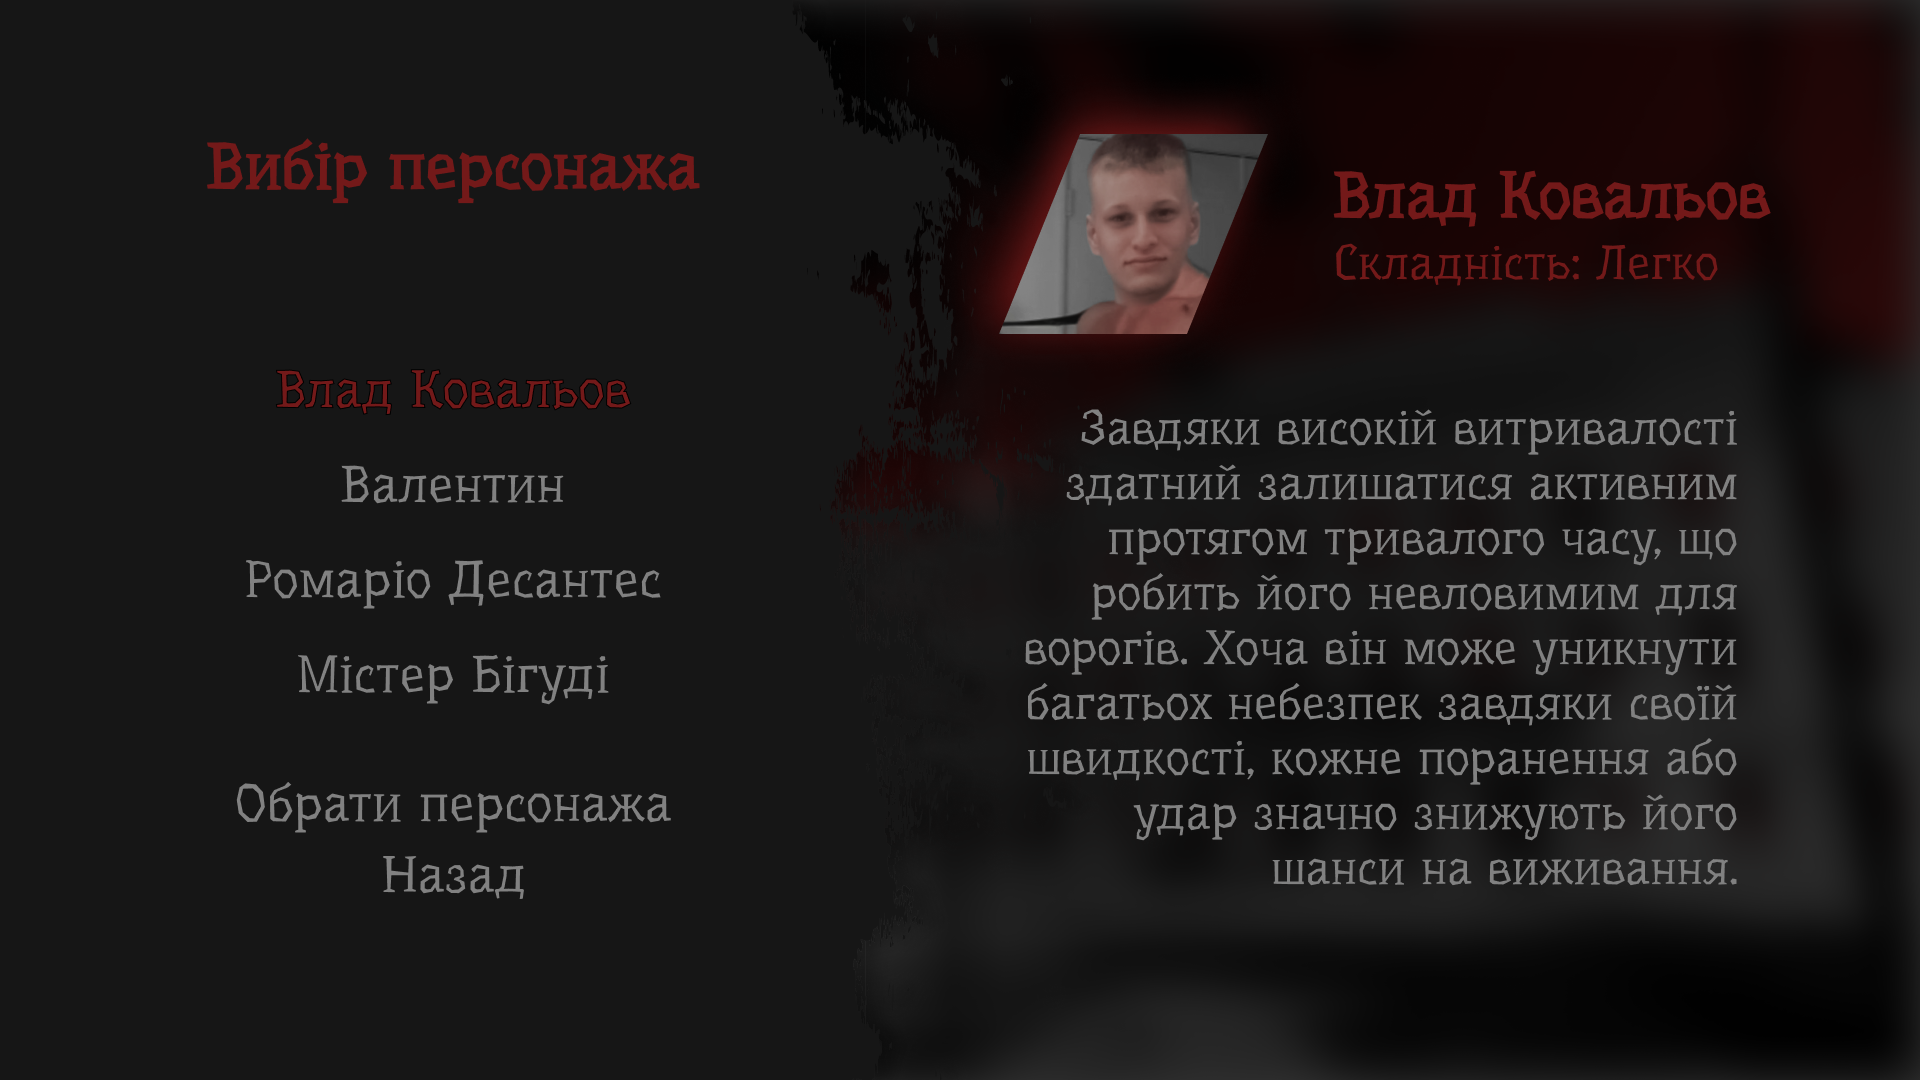 Вибір персонажа
Влад Ковальов
Валентин
Ромаріо Десантес
Містер Бігуді
Обрати персонажа
Назад
Влад Ковальов
Складність: Легко
Завдяки високій витривалості
здатний залишатися активним
протягом тривалого часу, що
робить його невловимим для
ворогів. Хоча він може уникнути
багатьох небезпек завдяки своїй
швидкості, кожне поранення або
удар значно знижують його
шанси на виживання.